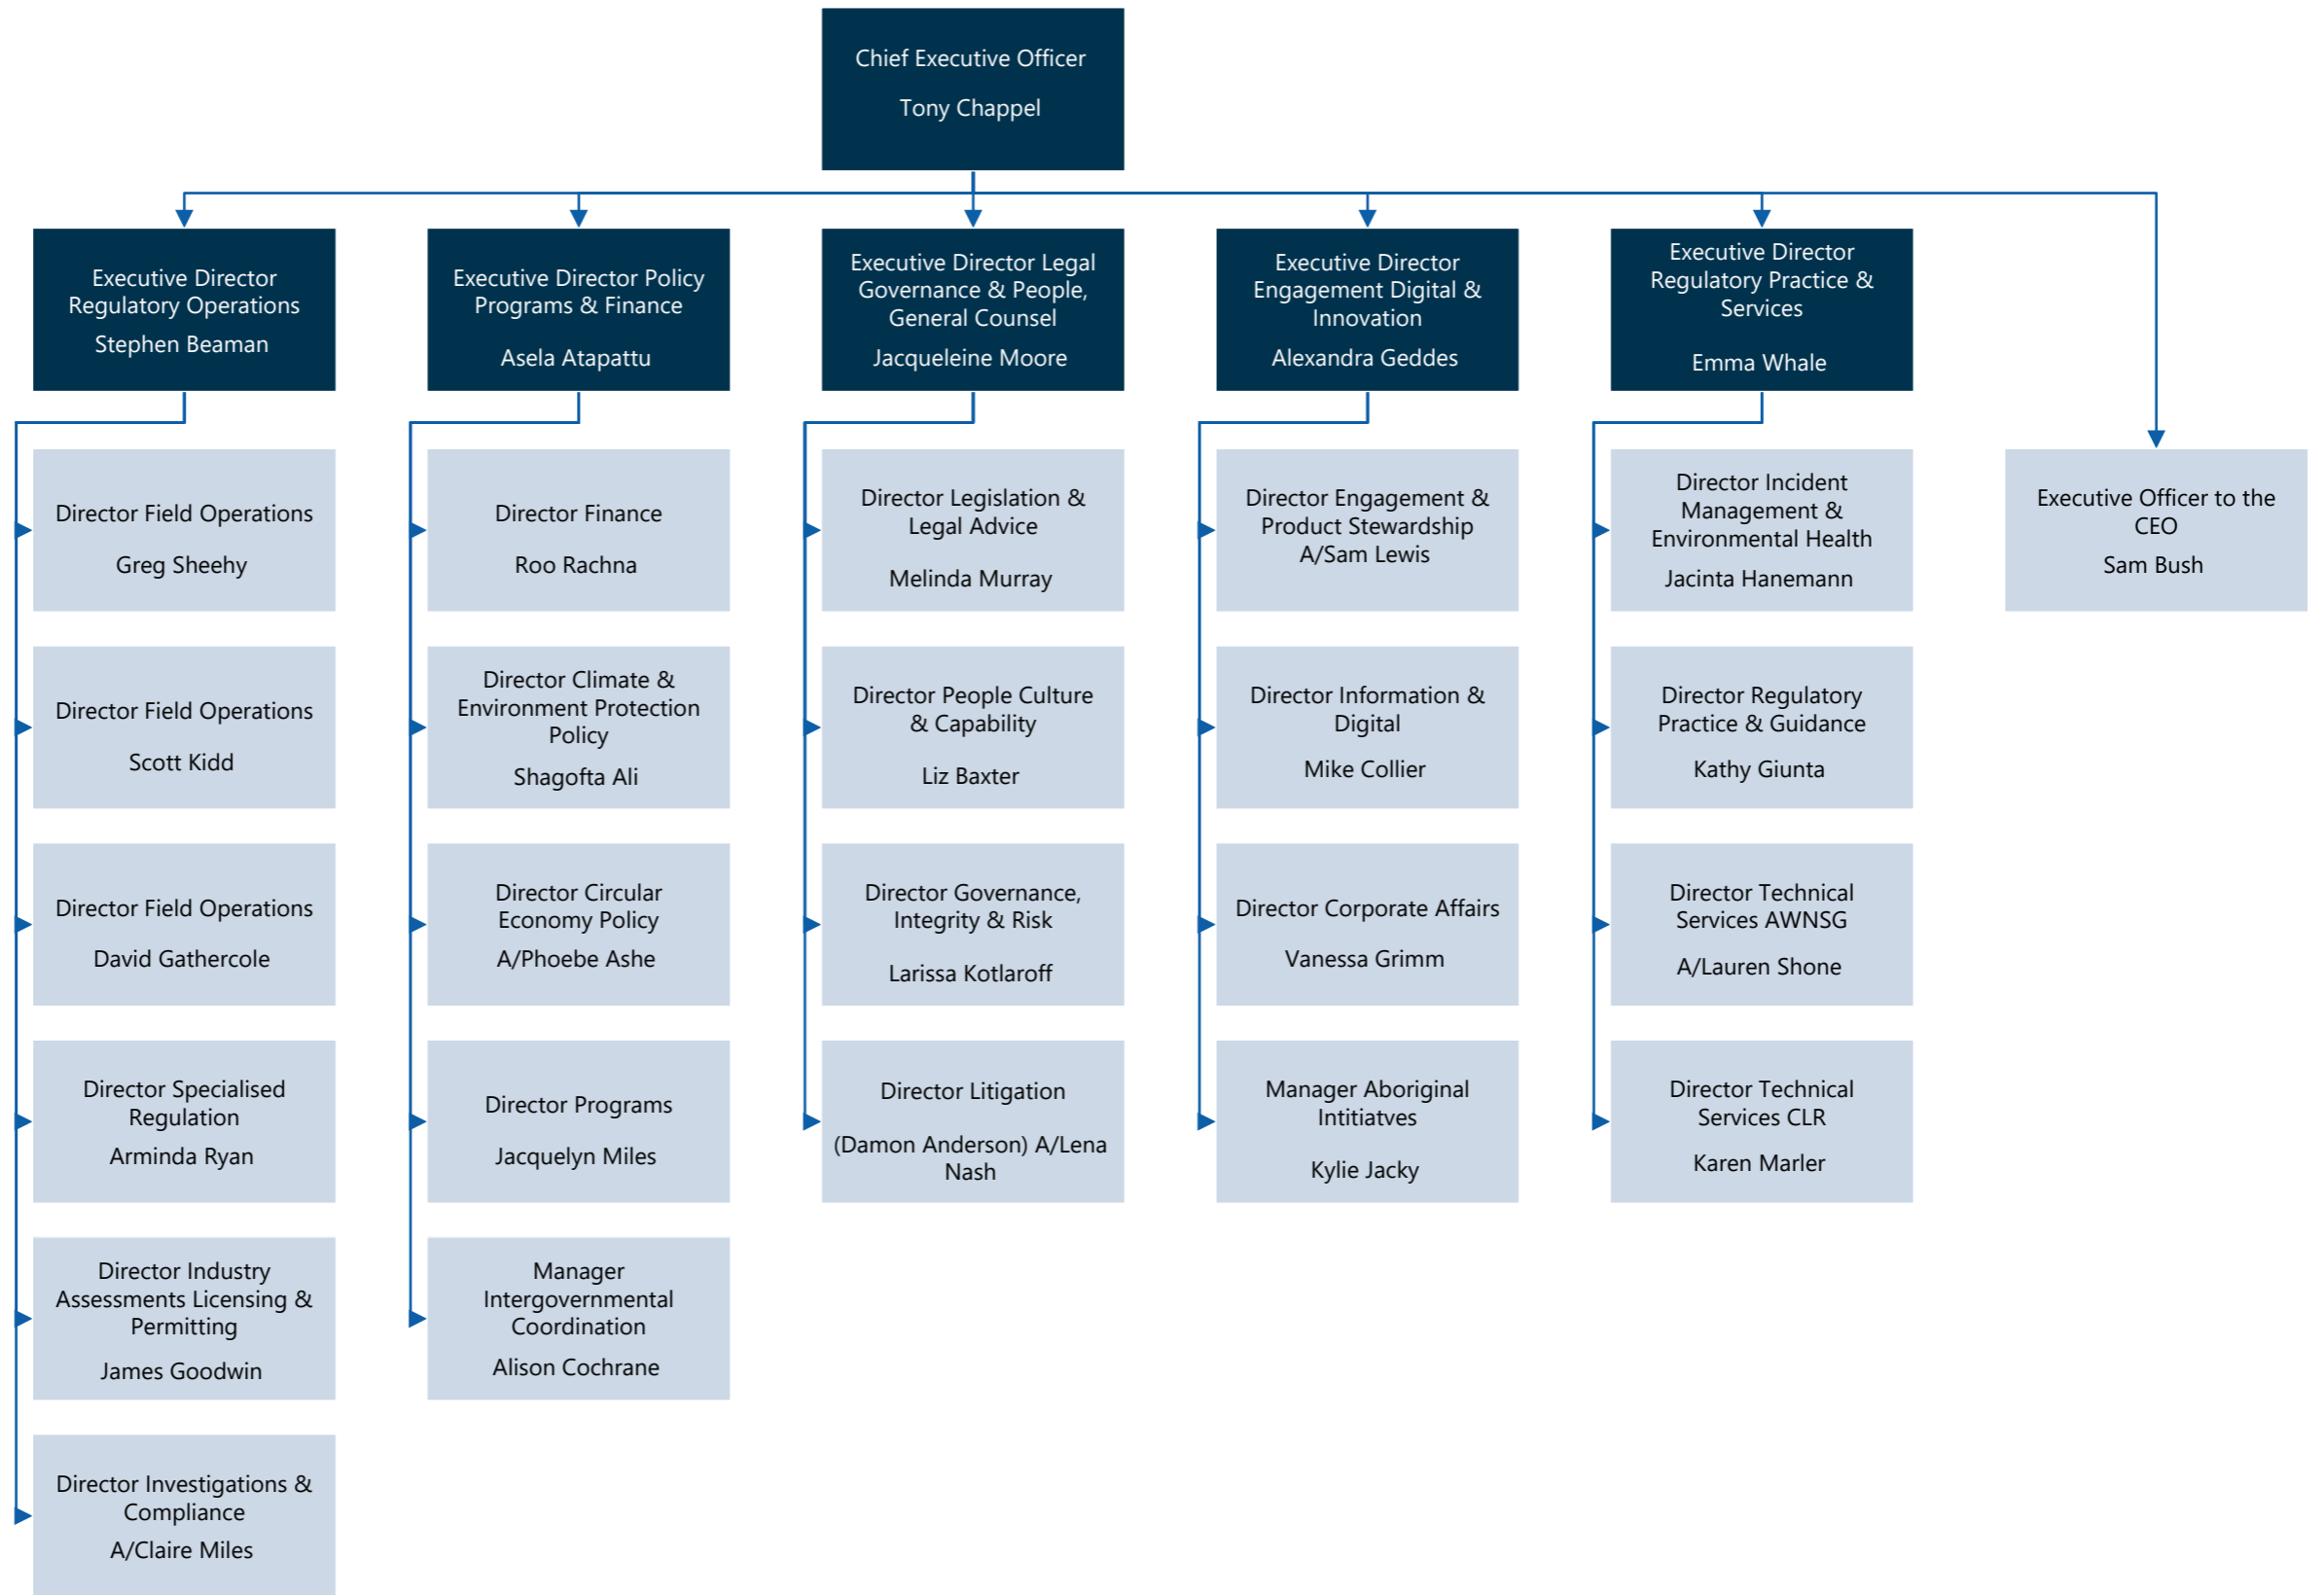 Chief Executive Officer
Tony Chappel
Executive Director
Regulatory Operations
Stephen Beaman
Executive Director Policy
Programs & Finance
Asela Atapattu
Executive Director Legal
Governance & People,
General Counsel
Jacqueleine Moore
Executive Director
Engagement Digital &
Innovation
Alexandra Geddes
Executive Director
Regulatory Practice &
Services
Emma Whale
Director Field Operations
Greg Sheehy
Director Finance
Roo Rachna
Director Legislation &
Legal Advice
Melinda Murray
Director Engagement &
Product Stewardship
A/Sam Lewis
Director Incident
Management &
Environmental Health
Jacinta Hanemann
Executive Officer to the
CEO
Sam Bush
Director Field Operations
Scott Kidd
Director Climate &
Environment Protection
Policy
Shagofta Ali
Director People Culture
& Capability
Liz Baxter
Director Information &
Digital
Mike Collier
Director Regulatory
Practice & Guidance
Kathy Giunta
Director Field Operations
David Gathercole
Director Circular
Economy Policy
A/Phoebe Ashe
Director Governance,
Integrity & Risk
Larissa Kotlaroff
Director Corporate Affairs
Vanessa Grimm
Director Technical
Services AWNSG
A/Lauren Shone
Director Specialised
Regulation
Arminda Ryan
Director Programs
Jacquelyn Miles
Director Litigation
(Damon Anderson) A/Lena
Nash
Manager Aboriginal
Intitiatves
Kylie Jacky
Director Technical
Services CLR
Karen Marler
Director Industry
Assessments Licensing &
Permitting
James Goodwin
Manager
Intergovernmental
Coordination
Alison Cochrane
Director Investigations &
Compliance
A/Claire Miles